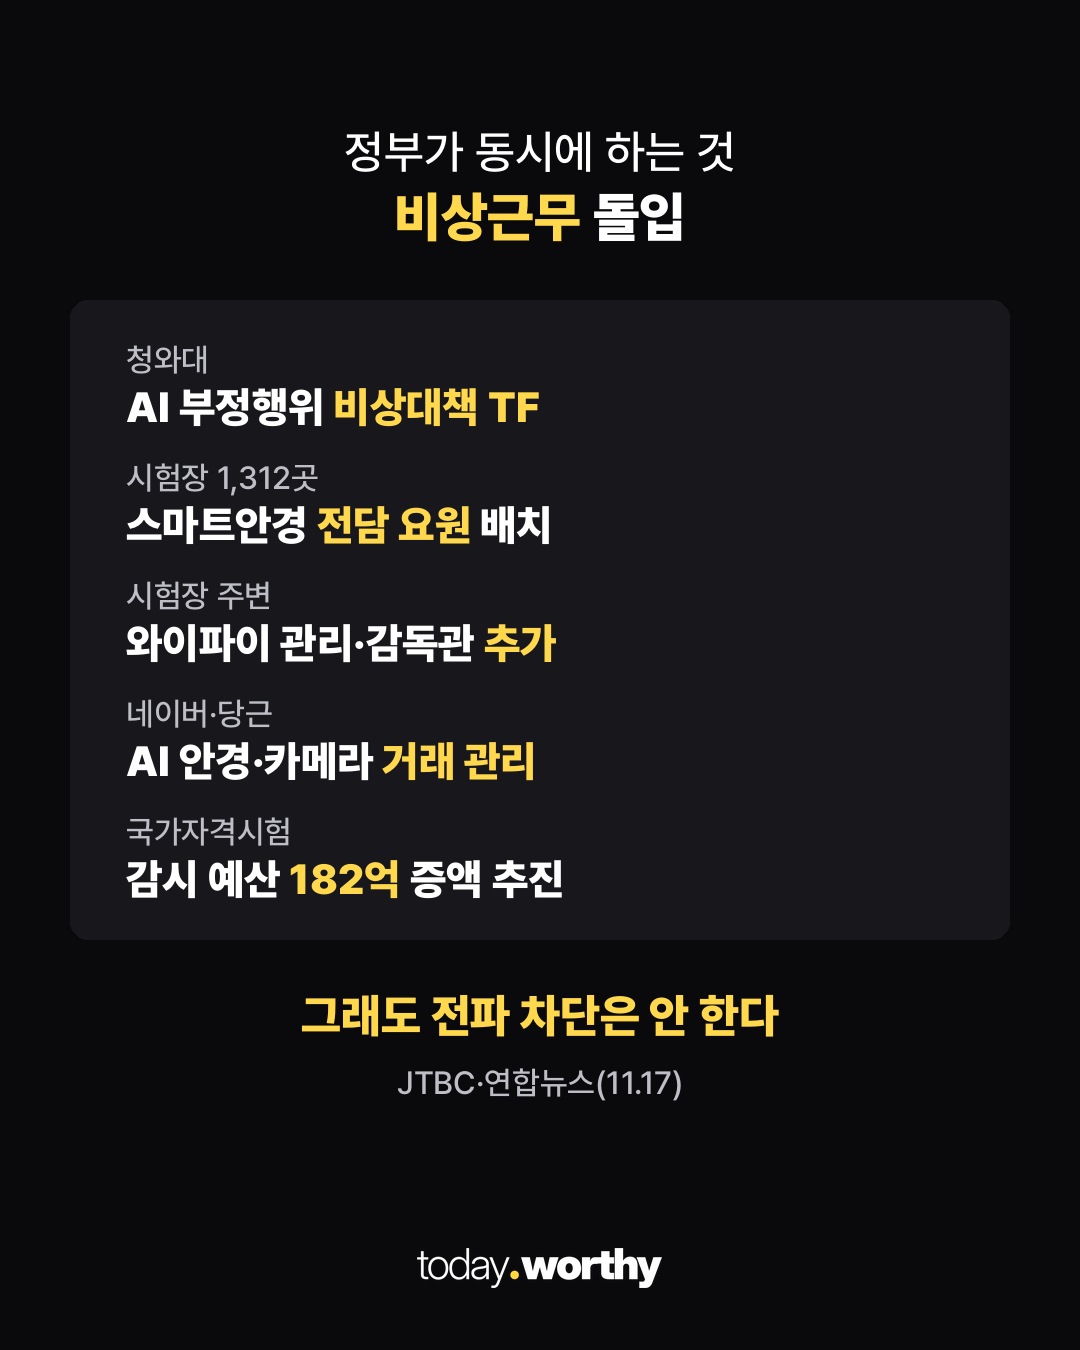 정부가 동시에 하는 것
비상근무 돌입
청와대
AI 부정행위 비상대책 TF
시험장 1,312곳
스마트안경 전담 요원 배치
시험장 주변
와이파이 관리·감독관 추가
네이버·당근
AI 안경·카메라 거래 관리
국가자격시험
감시 예산 182억 증액 추진
그래도 전파 차단은 안 한다
JTBC·연합뉴스(11.17)
today.worthy